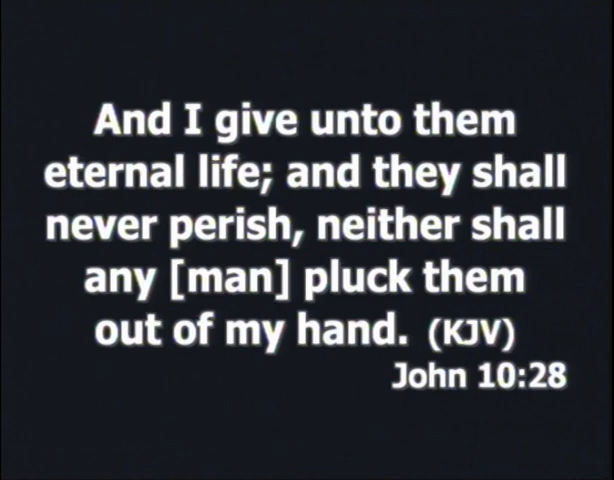 And I give unto them
eternal life; and they shall
never perish, neither shall
any [man] pluck them
out of my hand. (KJV)
John 10:28